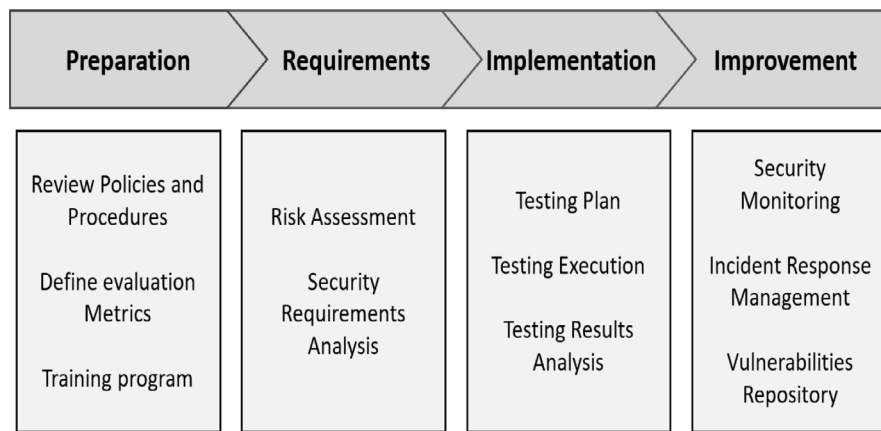 Preparation
Requirements
Implementation
Improvement
Review Policies and
Procedures
Define evaluation
Metrics
Training program
Risk Assessment
Security
Requirements
Analysis
Testing Plan
Testing Execution
Testing Results
Analysis
Security
Monitoring
Incident Response
Management
Vulnerabilities
Repository